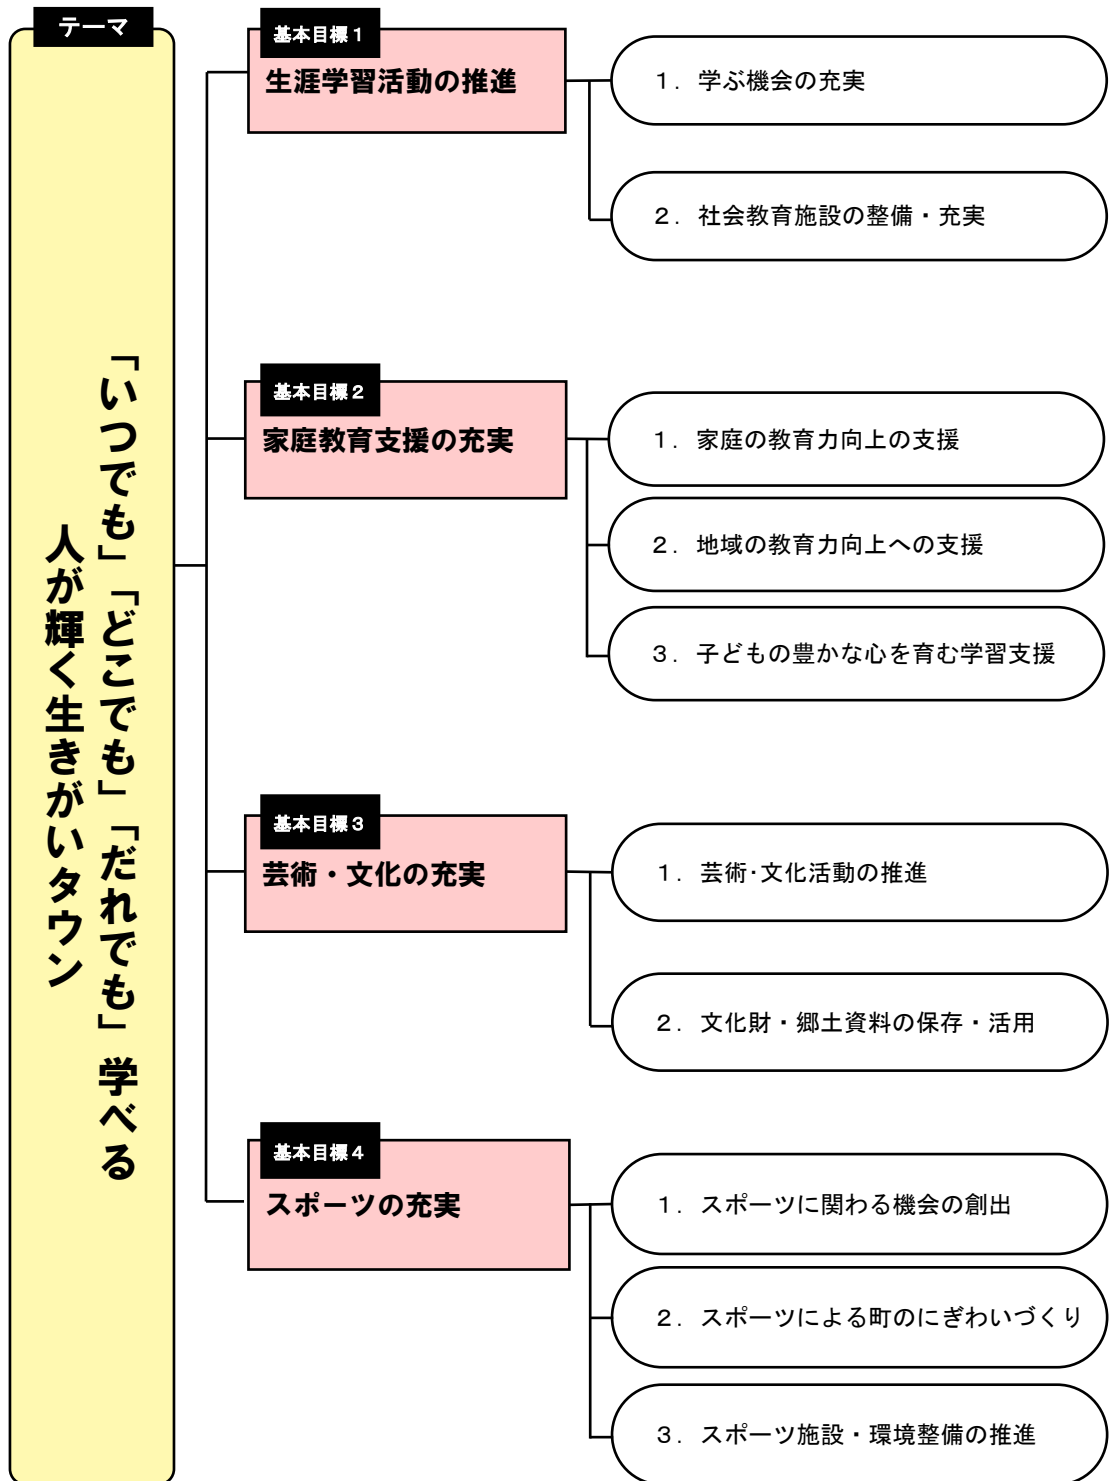 テーマ
「いつでも」「どこでも」「だれでも」学べる
人が輝く生きがいタウン
基本目標1
生涯学習活動の推進
1．学ぶ機会の充実
2．社会教育施設の整備・充実
基本目標2
家庭教育支援の充実
1．家庭の教育力向上の支援
2．地域の教育力向上への支援
3．子どもの豊かな心を育む学習支援
基本目標3
芸術・文化の充実
1．芸術･文化活動の推進
2．文化財・郷土資料の保存・活用
基本目標4
スポーツの充実
1．スポーツに関わる機会の創出
2．スポーツによる町のにぎわいづくり
3．スポーツ施設・環境整備の推進